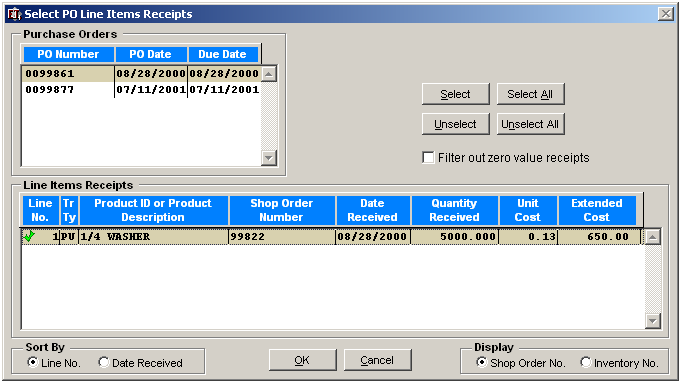 Select PO Line Items Receipts
Purchase Orders
PO Number PO Date Due Date
0099861 08/28/2000 08/28/2000
0099877 07/11/2001 07/11/2001
Select Select All
Unselect Unselect All
Filter out zero value receipts
Line Items Receipts
Line No. Tr Ty Product ID or Product Description Shop Order Number Date Received Quantity Received Unit Cost Extended Cost
1 PU 1/4 WASHER 99822 08/28/2000 5000.000 0.13 650.00
Sort By
Line No. Date Received
OK Cancel
Display
Shop Order No. Inventory No.